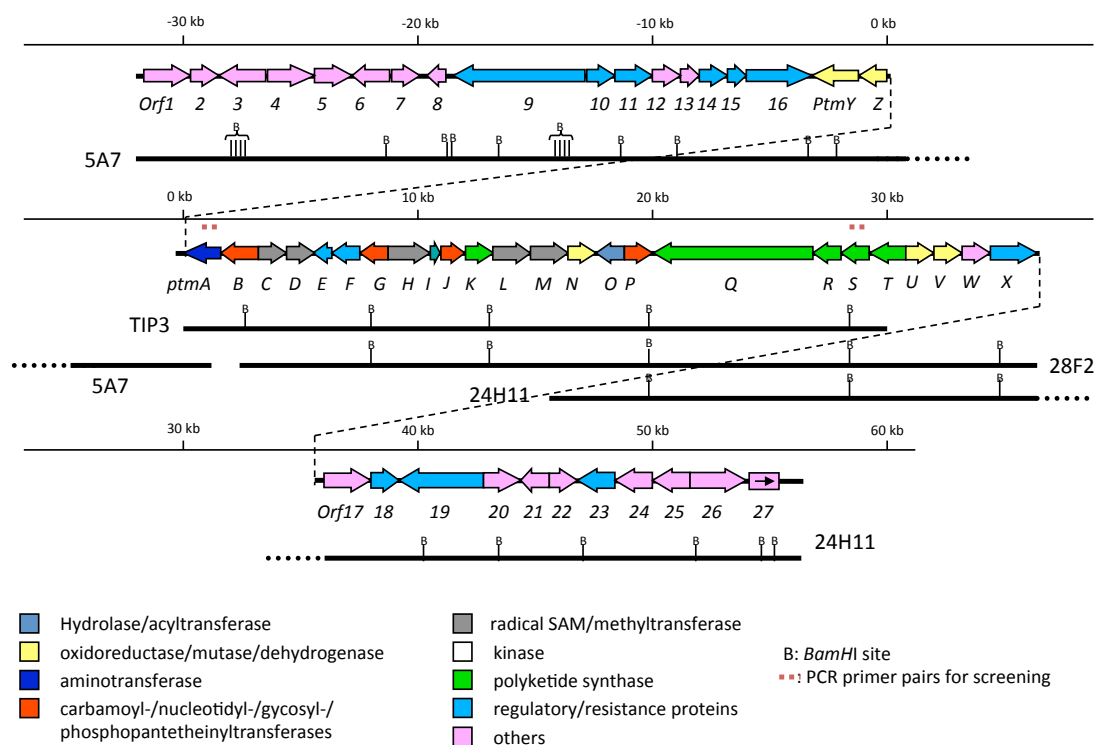 -30 kb -20 kb -10 kb 0 kb
Orf1 2 3 4 5 6 7 8 9 10 11 12 13 14 15 16 PtmY Z
B B B B B B B B B B
5A7
0 kb 10 kb 20 kb 30 kb
ptmA B C D E F G H I J K L M N O P Q R S T U V W X
B B B B B
TIP3
B B B B B
5A7 28F2
B B B
24H11
30 kb 40 kb 50 kb 60 kb
Orf17 18 19 20 21 22 23 24 25 26 27
B B B B B B
24H11
Hydrolase/acyltransferase
oxidoreductase/mutase/dehydrogenase
aminotransferase
carbamoyl-/nucleotidyl-/gycosyl-/
phosphopantetheinyltransferases
radical SAM/methyltransferase
kinase
polyketide synthase
regulatory/resistance proteins
others
B: BamHI site
: PCR primer pairs for screening